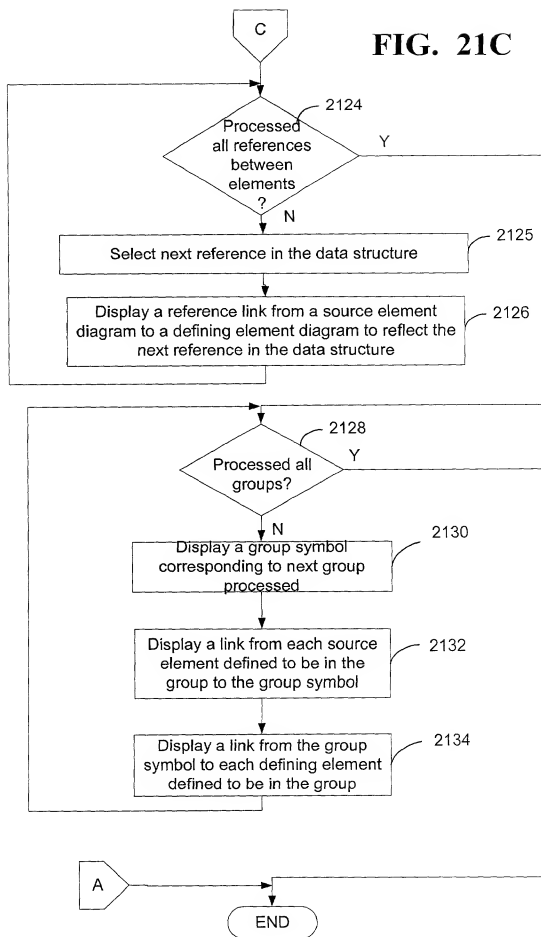 C
FIG. 21C
2124
Processed
all references
between
elements
?
Y
N
2125
Select next reference in the data structure
2126
Display a reference link from a source element
diagram to a defining element diagram to reflect the
next reference in the data structure
2128
Processed all
groups?
Y
N
2130
Display a group symbol
corresponding to next group
processed
2132
Display a link from each source
element defined to be in the
group to the group symbol
2134
Display a link from the group
symbol to each defining element
defined to be in the group
A
END